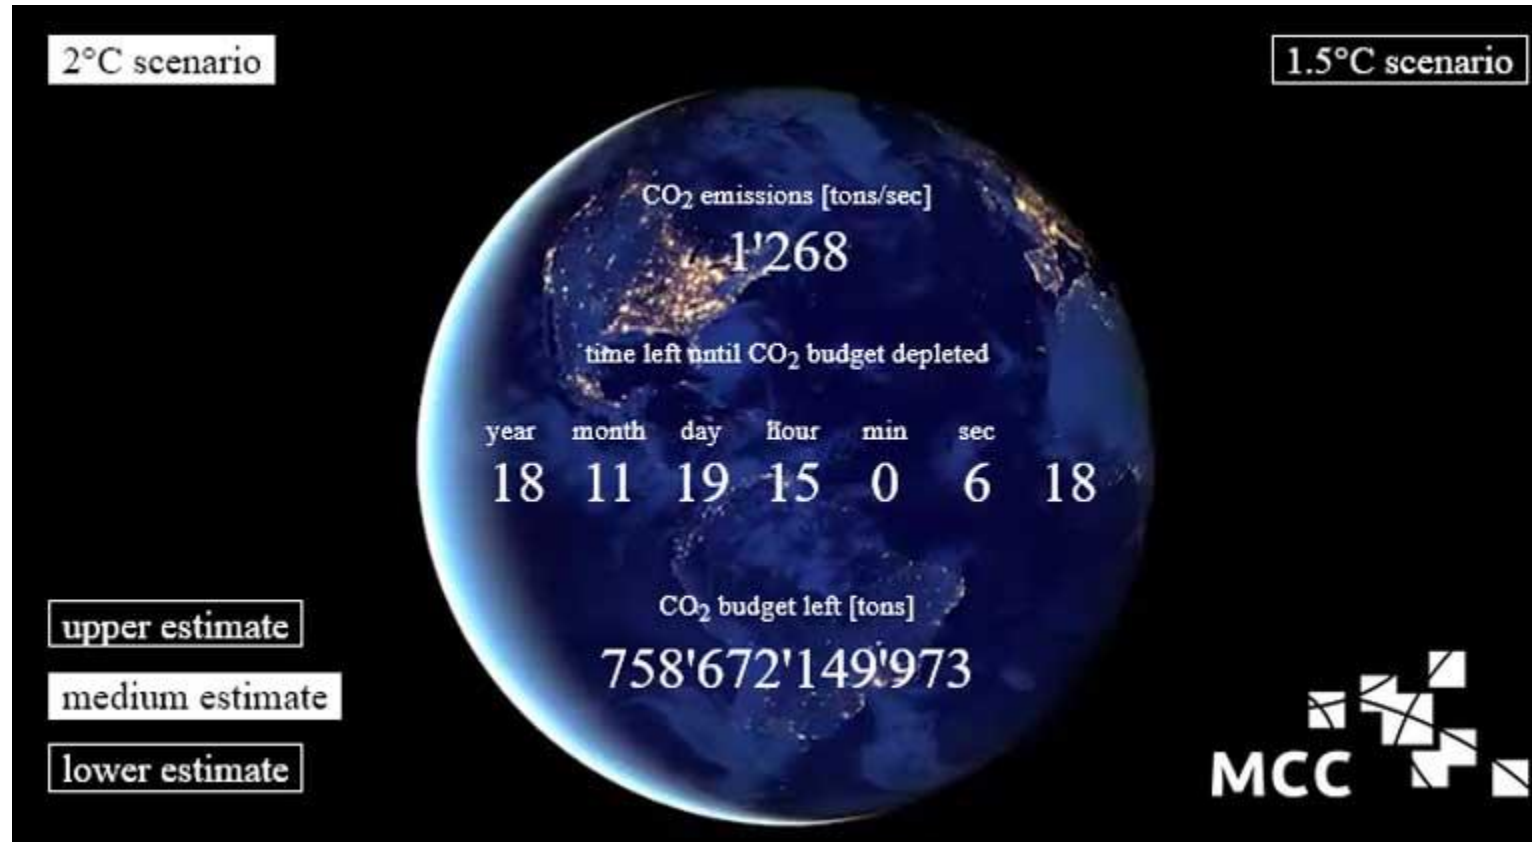 2°C scenario
1.5°C scenario
CO₂ emissions [tons/sec]
1'268
time left until CO₂ budget depleted
year month day hour min sec
18 11 19 15 0 6 18
CO₂ budget left [tons]
758'672'149'973
upper estimate
medium estimate
lower estimate
MCC